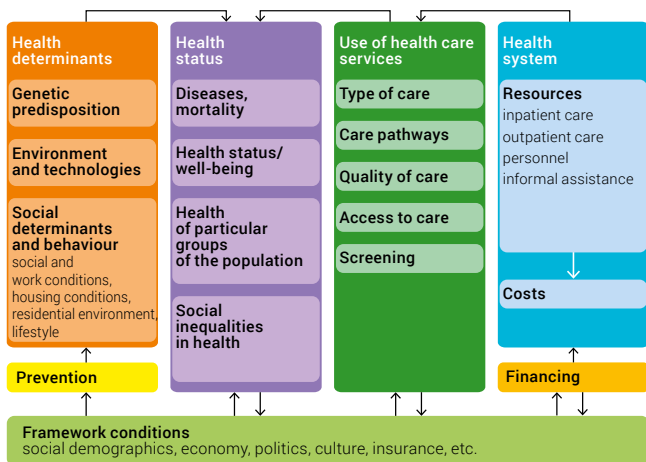 Health
determinants
Genetic
predisposition
Environment
and technologies
Social
determinants
and behaviour
social and
work conditions,
housing conditions,
residential environment,
lifestyle
Prevention
Health
status
Diseases,
mortality
Health status/
well-being
Health
of particular
groups
of the population
Social
inequalities
in health
Use of health care
services
Type of care
Care pathways
Quality of care
Access to care
Screening
Health
system
Resources
inpatient care
outpatient care
personnel
informal assistance
Costs
Financing
Framework conditions
social demographics, economy, politics, culture, insurance, etc.